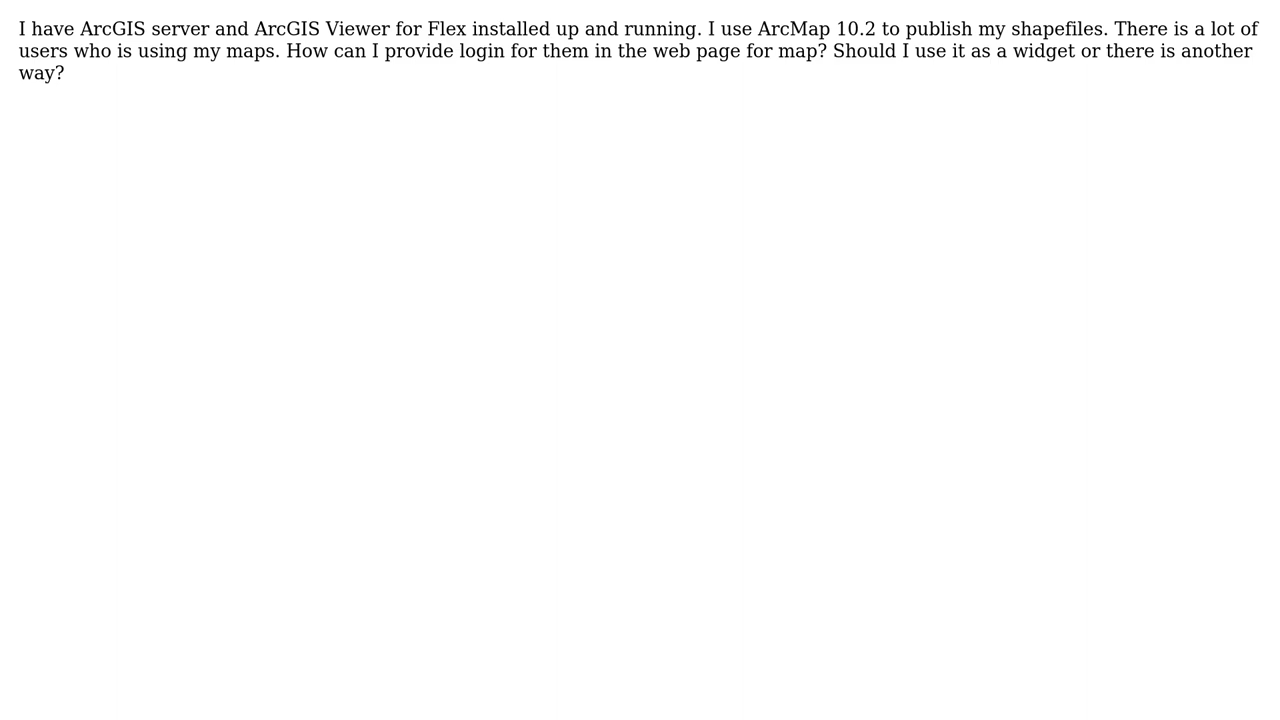 I have ArcGIS server and ArcGIS Viewer for Flex installed up and running. I use ArcMap 10.2 to publish my shapefiles. There is a lot of
users who is using my maps. How can I provide login for them in the web page for map? Should I use it as a widget or there is another
way?